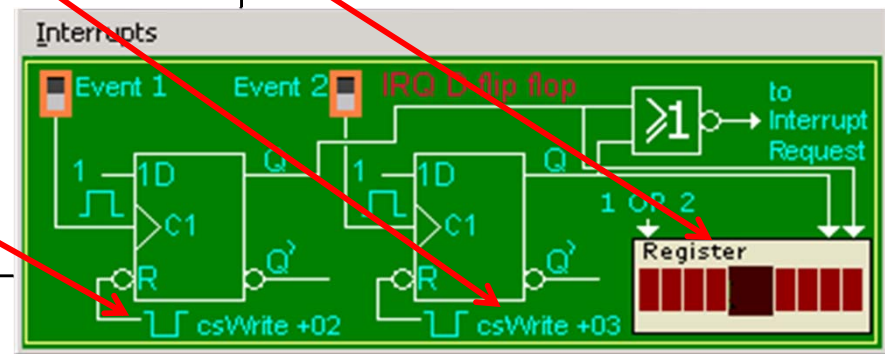 Interrupts
Event 1
Event 2
IRQ D flip flop
≥1
to
Interrupt
Request
1
1D
Q
C1
Q'
R
csWrite +02
1
1D
Q
C1
Q'
R
csWrite +03
1 OR 2
Register